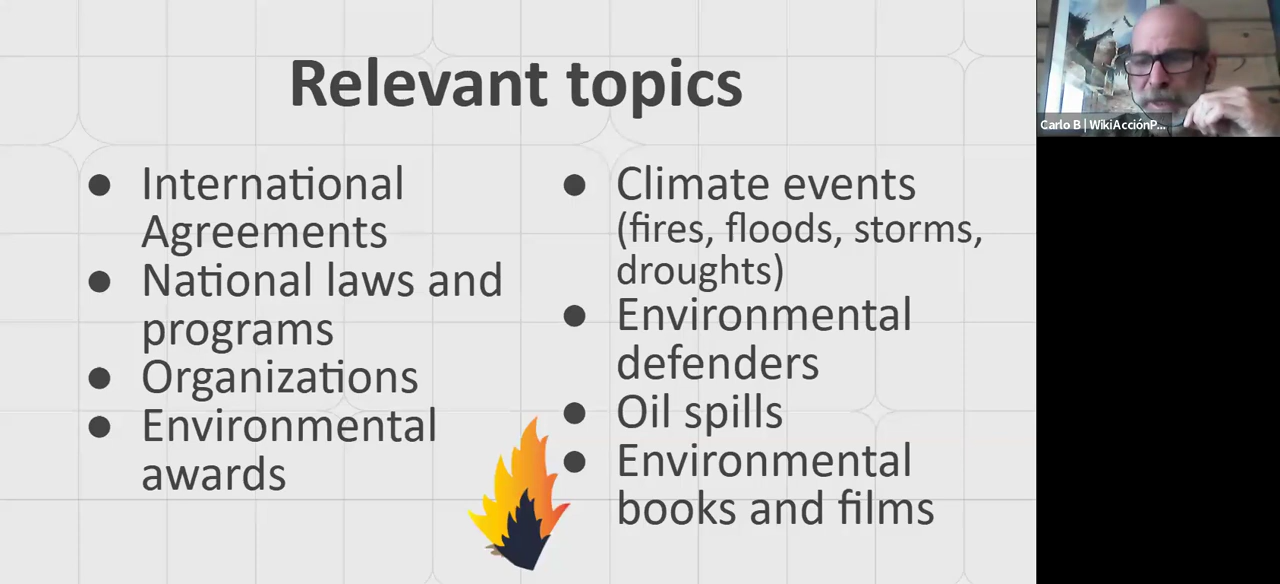 Relevant topics
● International
Agreements
● National laws and
programs
● Organizations
● Environmental
awards
● Climate events
(fires, floods, storms,
droughts)
● Environmental
defenders
● Oil spills
● Environmental
books and films
Carlo B | WikiAcciónP...